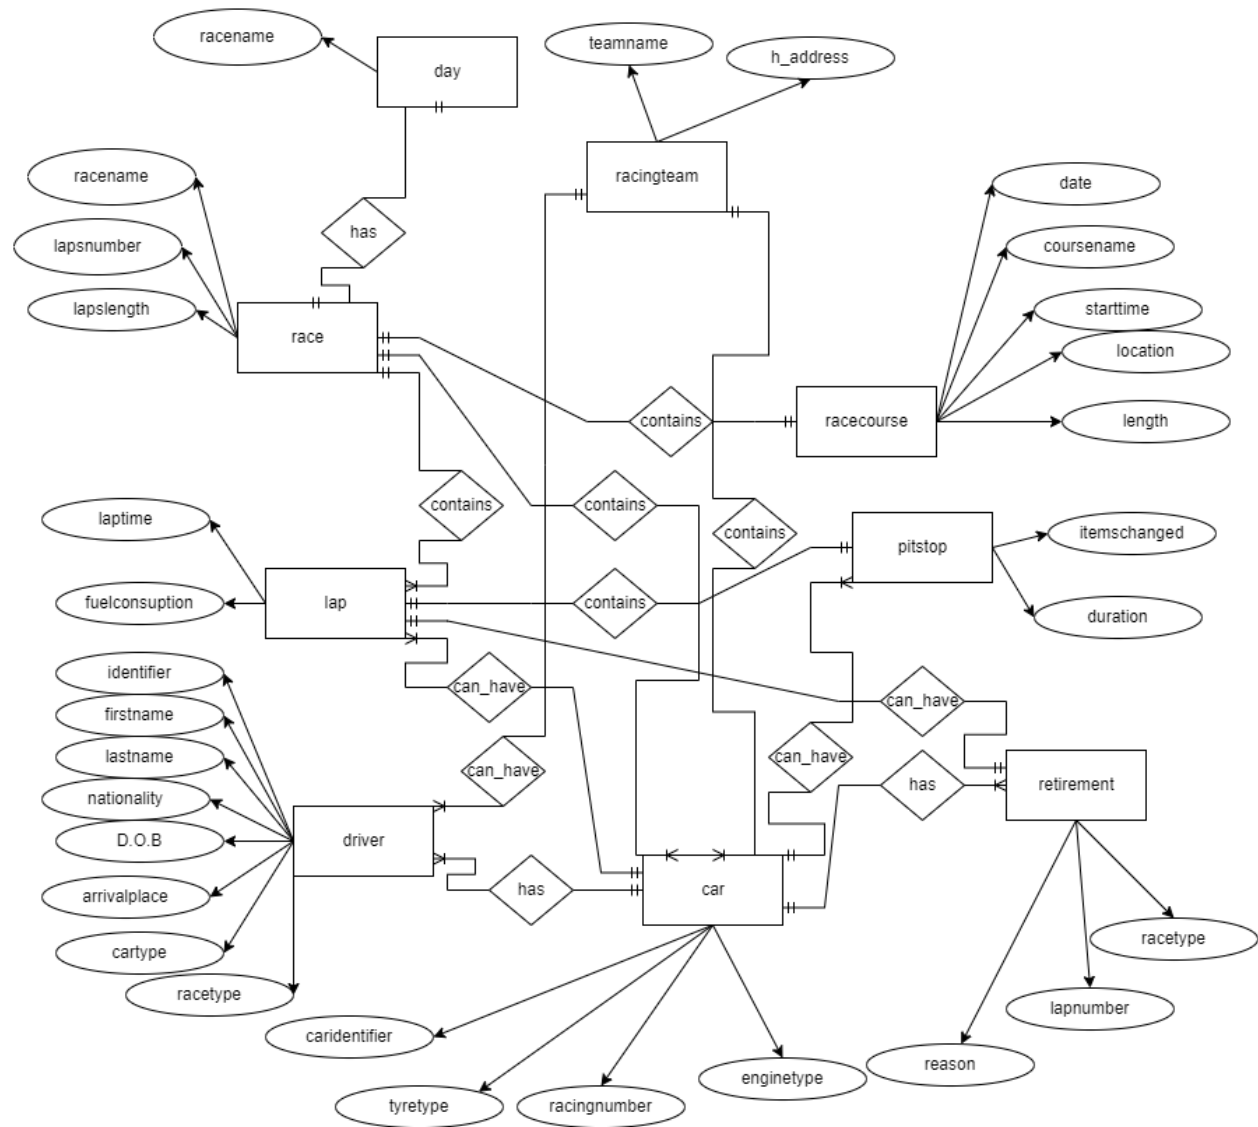 racename
day
teamname
h_address
racename
racingteam
date
lapsnumber
has
coursename
lapslength
race
starttime
location
contains
racecourse
length
contains
contains
contains
laptime
pitstop
itemschanged
fuelconsuption
lap
contains
duration
identifier
can_have
can_have
firstname
lastname
can_have
can_have
nationality
has
retirement
D.O.B
driver
arrivalplace
has
car
cartype
racetype
racetype
caridentifier
lapnumber
reason
enginetype
tyretype
racingnumber